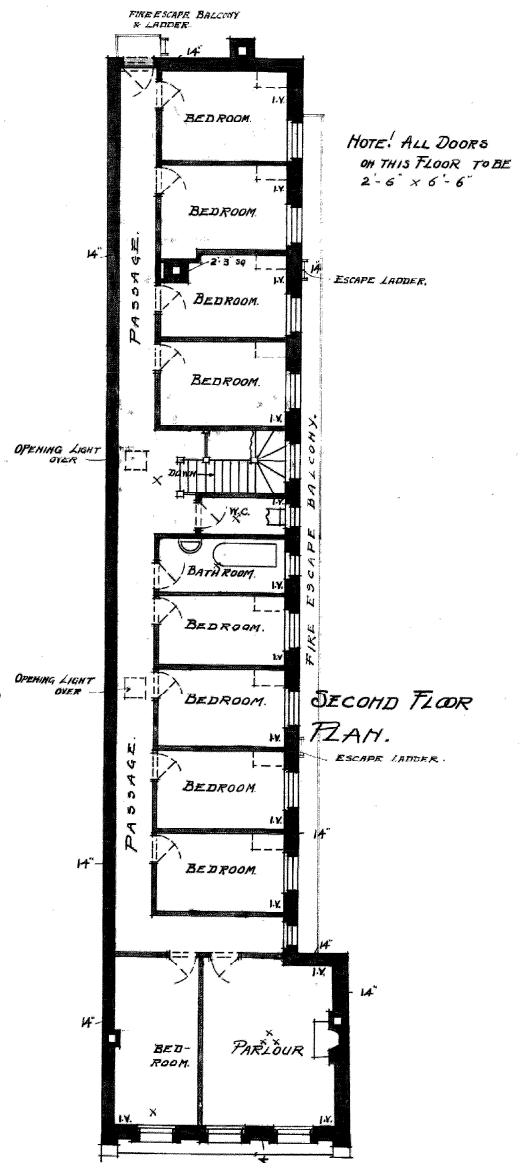 FIRE ESCAPE BALCONY
& LADDER.
14"
I.V.
BEDROOM.
NOTE! ALL DOORS
ON THIS FLOOR TO BE
2'-6" x 6'-6"
I.V.
BEDROOM.
14"
PASSAGE.
2'-3" SQ
I.V.
14"
ESCAPE LADDER.
BEDROOM.
BEDROOM.
I.V.
OPENING LIGHT
OVER
DOWN
FIRE ESCAPE BALCONY.
I.V.
W.C.
BATHROOM.
I.V.
BEDROOM.
I.V.
OPENING LIGHT
OVER
BEDROOM.
SECOND FLOOR
PLAN.
I.V.
ESCAPE LADDER.
PASSAGE.
BEDROOM.
I.V.
14"
14"
BEDROOM.
I.V.
14"
I.V.
14"
14"
BED-
ROOM.
PARLOUR
I.V.
I.V.